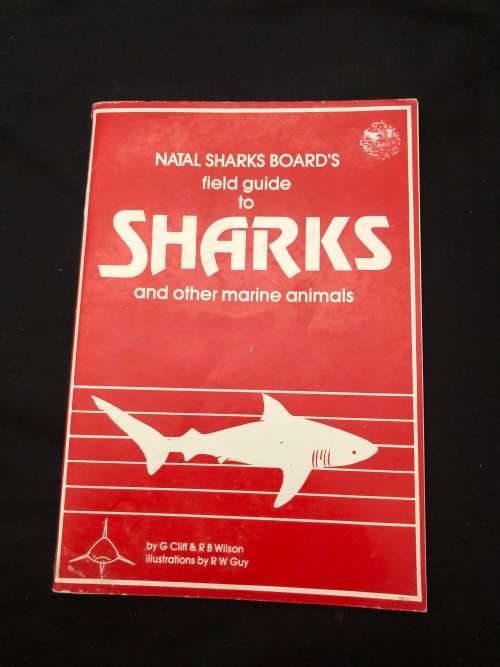 NATAL SHARKS BOARD'S
field guide
to
SHARKS
and other marine animals
by G Cliff & R B Wilson
illustrations by R W Guy